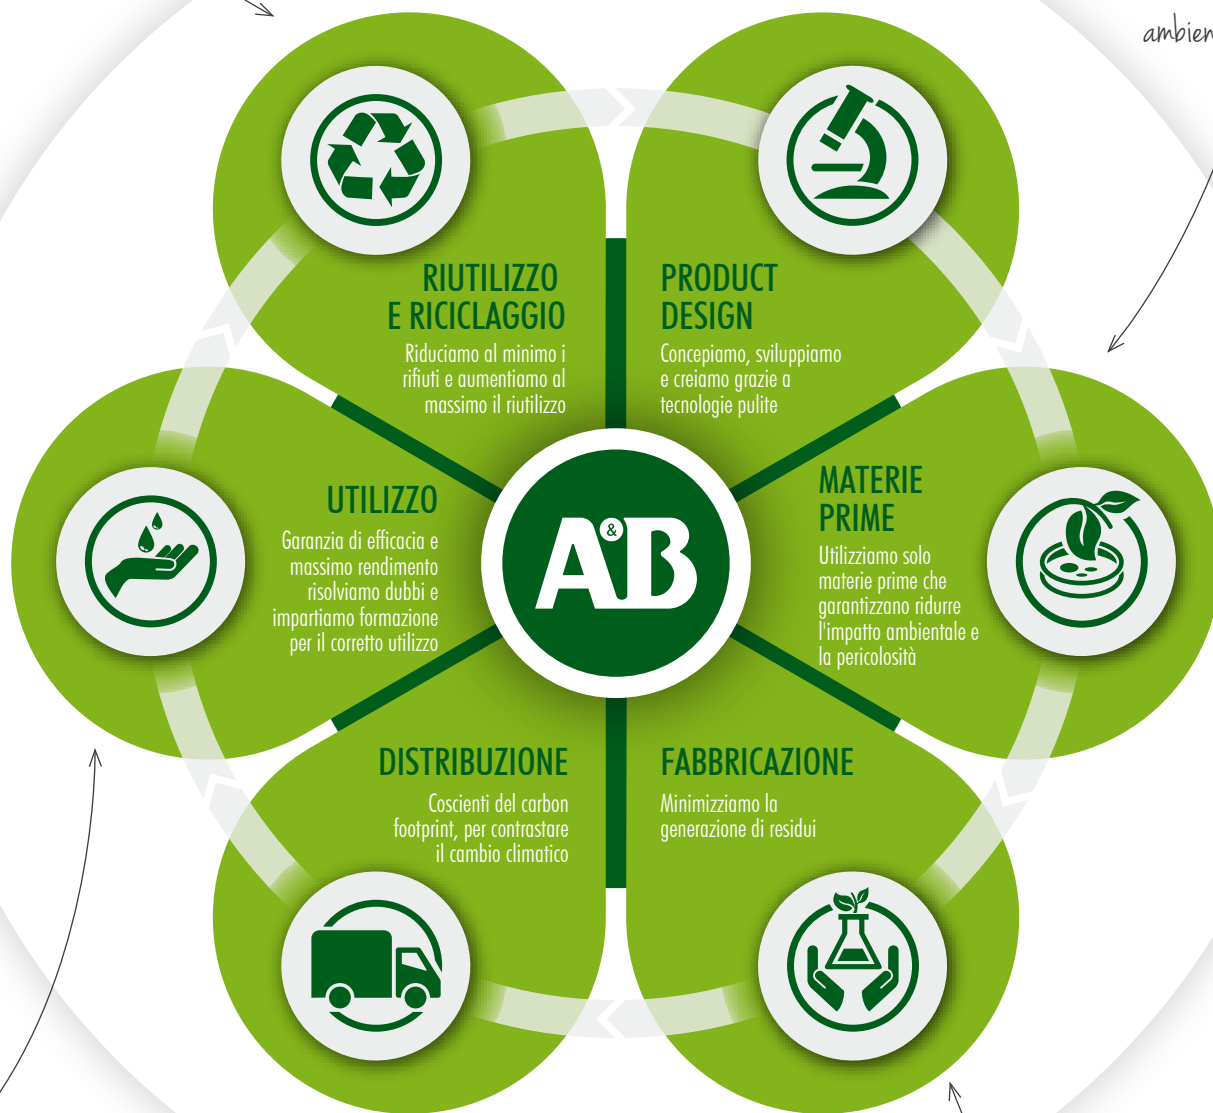 RIUTILIZZO
E RICICLAGGIO
Riduciamo al minimo i
rifiuti e aumentiamo al
massimo il riutilizzo
PRODUCT
DESIGN
Concepiamo, sviluppiamo
e creiamo grazie a
tecnologie pulite
MATERIE
PRIME
Utilizziamo solo
materie prime che
garantizzano ridurre
l'impatto ambientale e
la pericolosità
FABBRICAZIONE
Minimizziamo la
generazione di residui
DISTRIBUZIONE
Coscienti del carbon
footprint, per contrastare
il cambio climatico
UTILIZZO
Garanzia di efficacia e
massimo rendimento
risolviamo dubbi e
impartiamo formazione
per il corretto utilizzo
A&B